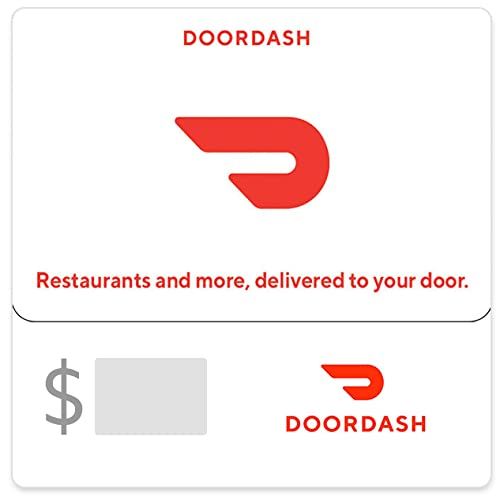 DOORDASH
Restaurants and more, delivered to your door.
$
DOORDASH